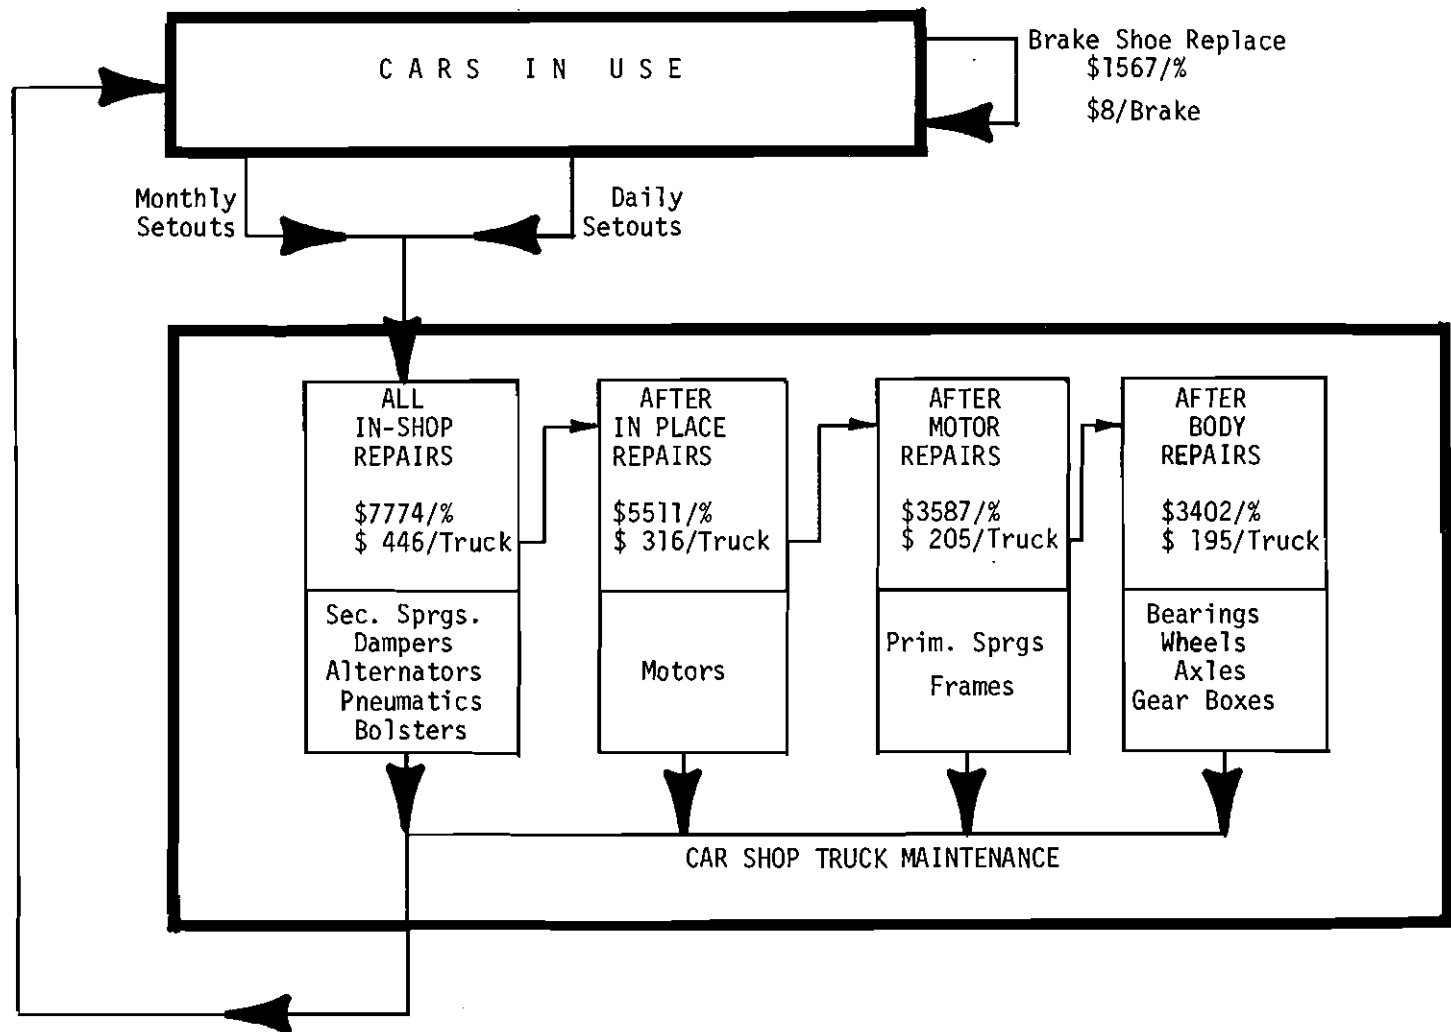 CARS IN USE
Brake Shoe Replace
$1567/%
$8/Brake
Monthly
Setouts
Daily
Setouts
ALL
IN-SHOP
REPAIRS
$7774/%
$ 446/Truck
Sec. Sprgs.
Dampers
Alternators
Pneumatics
Bolsters
AFTER
IN PLACE
REPAIRS
$5511/%
$ 316/Truck
Motors
AFTER
MOTOR
REPAIRS
$3587/%
$ 205/Truck
Prim. Sprgs
Frames
AFTER
BODY
REPAIRS
$3402/%
$ 195/Truck
Bearings
Wheels
Axles
Gear Boxes
CAR SHOP TRUCK MAINTENANCE